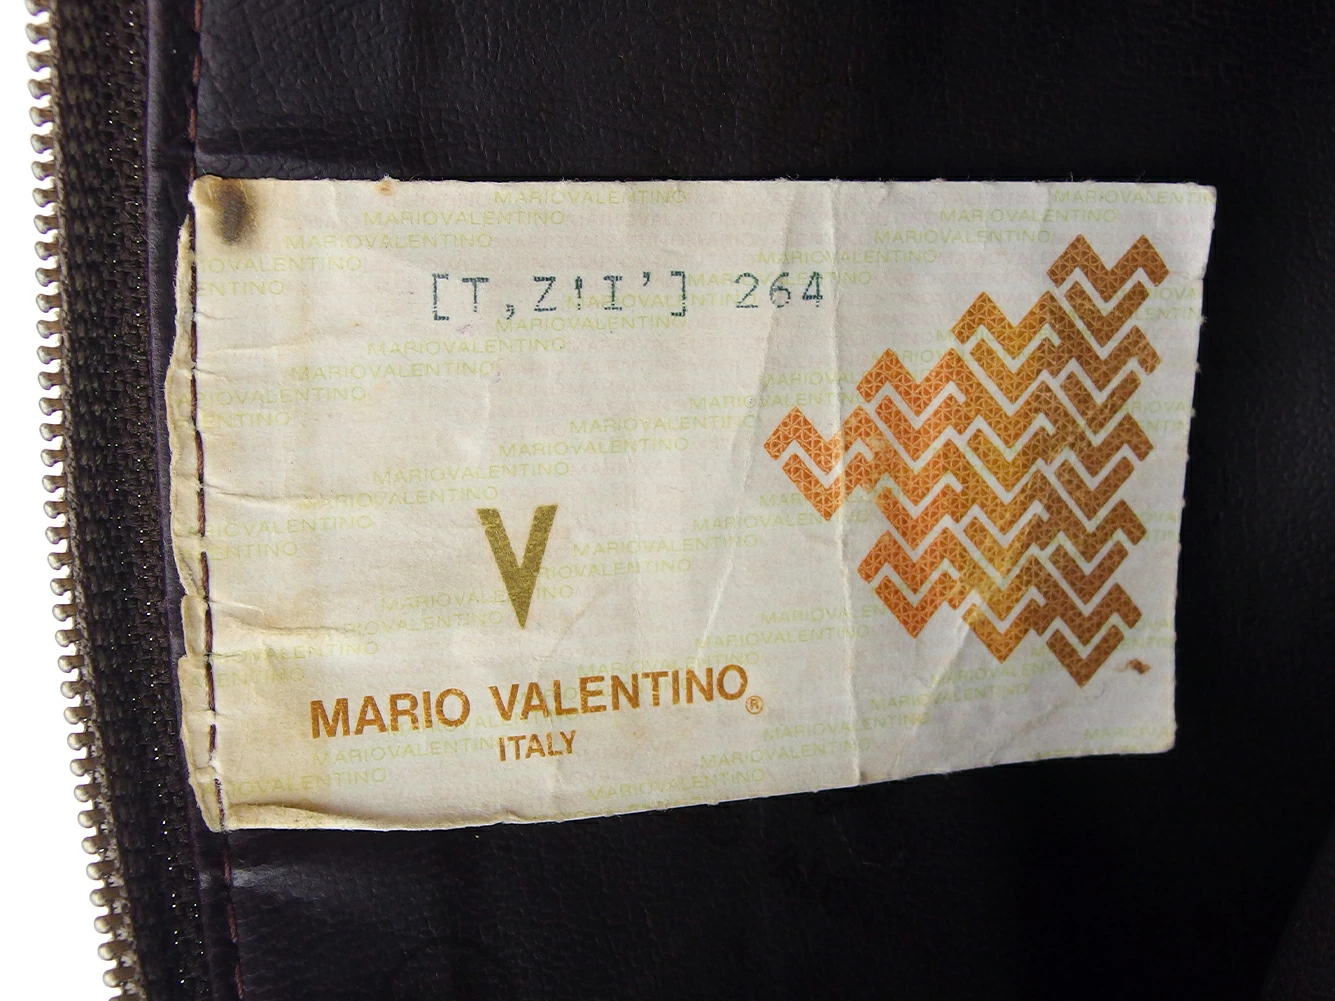 [T,Z!I’] 264
V
MARIO VALENTINO®
ITALY